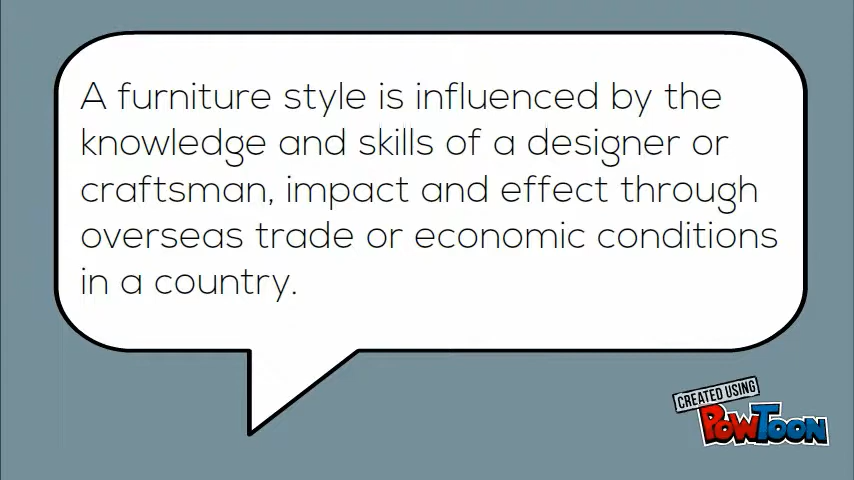 A furniture style is influenced by the
knowledge and skills of a designer or
craftsman, impact and effect through
overseas trade or economic conditions
in a country.
CREATED USING
POWTOON